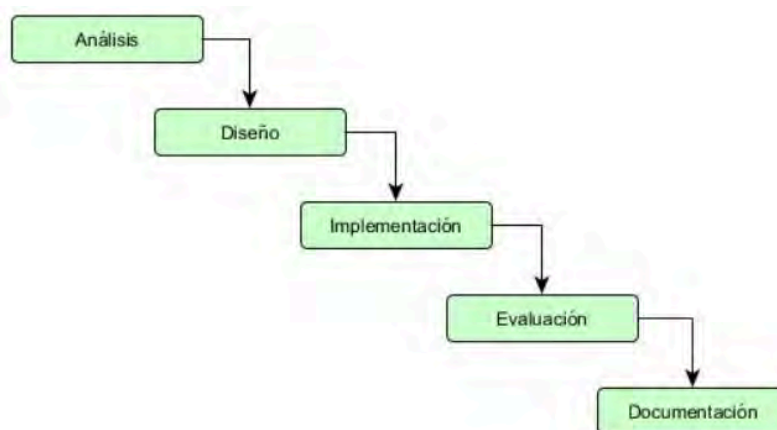 Análisis
Diseño
Implementación
Evaluación
Documentación